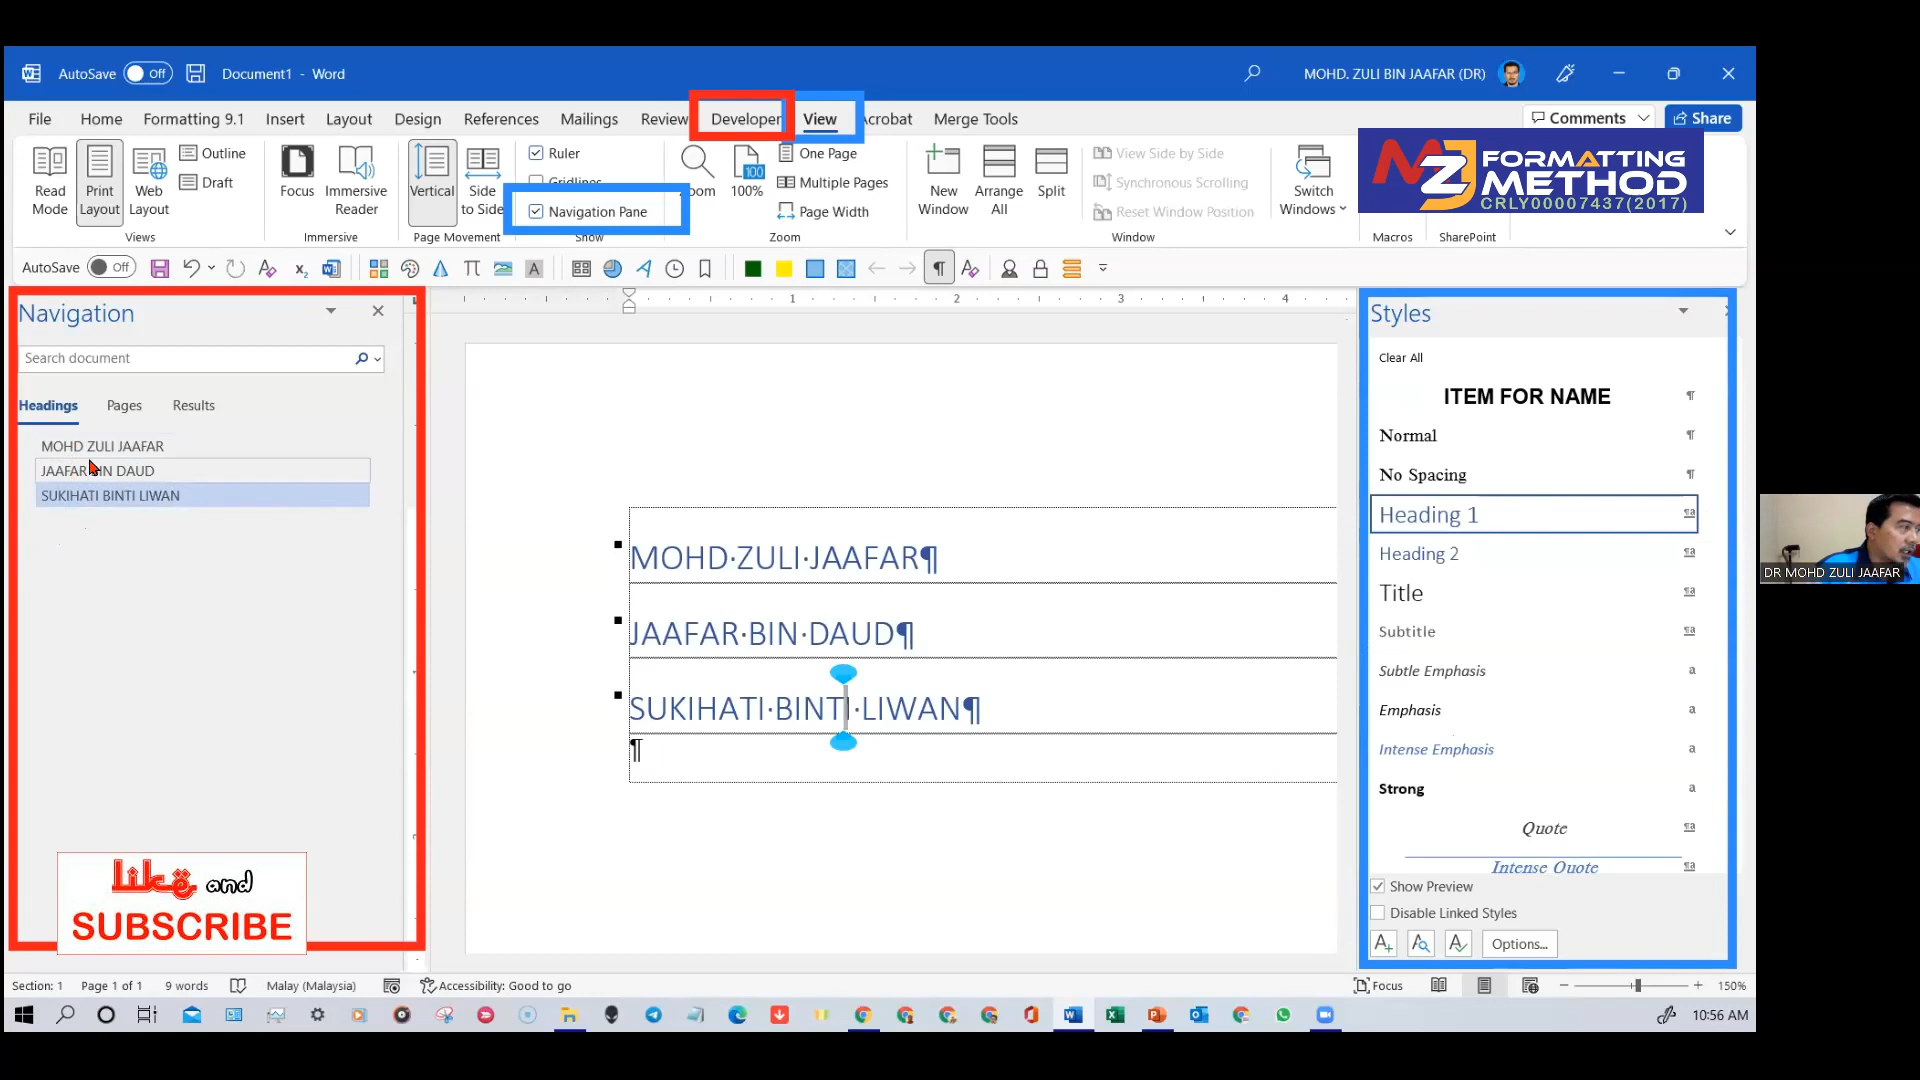 AutoSave Off Document1 - Word MOHD. ZULI BIN JAAFAR (DR)
File Home Formatting 9.1 Insert Layout Design References Mailings Review Developer View Acrobat Merge Tools Comments Share
Read Mode
Print Layout
Web Layout
Outline
Draft
Views
Focus
Immersive Reader
Immersive
Vertical
Side to Side
Page Movement
Ruler
Gridlines
Navigation Pane
Show
Zoom
100
100%
One Page
Multiple Pages
Page Width
Zoom
New Window
Arrange All
Split
View Side by Side
Synchronous Scrolling
Reset Window Position
Window
Switch Windows
MZJ FORMATTING
METHOD
CRLY00007437(2017)
Macros
SharePoint
AutoSave Off
Navigation
Search document
Headings Pages Results
MOHD ZULI JAAFAR
JAAFAR BIN DAUD
SUKIHATI BINTI LIWAN
like and
SUBSCRIBE
1 2 3 4
MOHD·ZULI·JAAFAR¶
JAAFAR·BIN·DAUD¶
SUKIHATI·BINTI·LIWAN¶
¶
Styles
Clear All
ITEM FOR NAME ¶
Normal ¶
No Spacing ¶
Heading 1 ¶a
Heading 2 ¶a
Title ¶a
Subtitle ¶a
Subtle Emphasis a
Emphasis a
Intense Emphasis a
Strong a
Quote ¶a
Intense Quote ¶a
Show Preview
Disable Linked Styles
Options...
DR MOHD ZULI JAAFAR
Section: 1 Page 1 of 1 9 words Malay (Malaysia) Accessibility: Good to go Focus 150%
10:56 AM